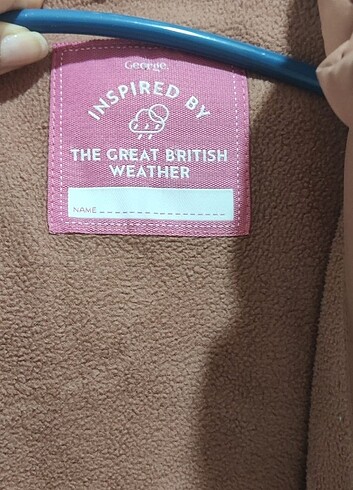 George.
INSPIRED BY
THE GREAT BRITISH
WEATHER
NAME